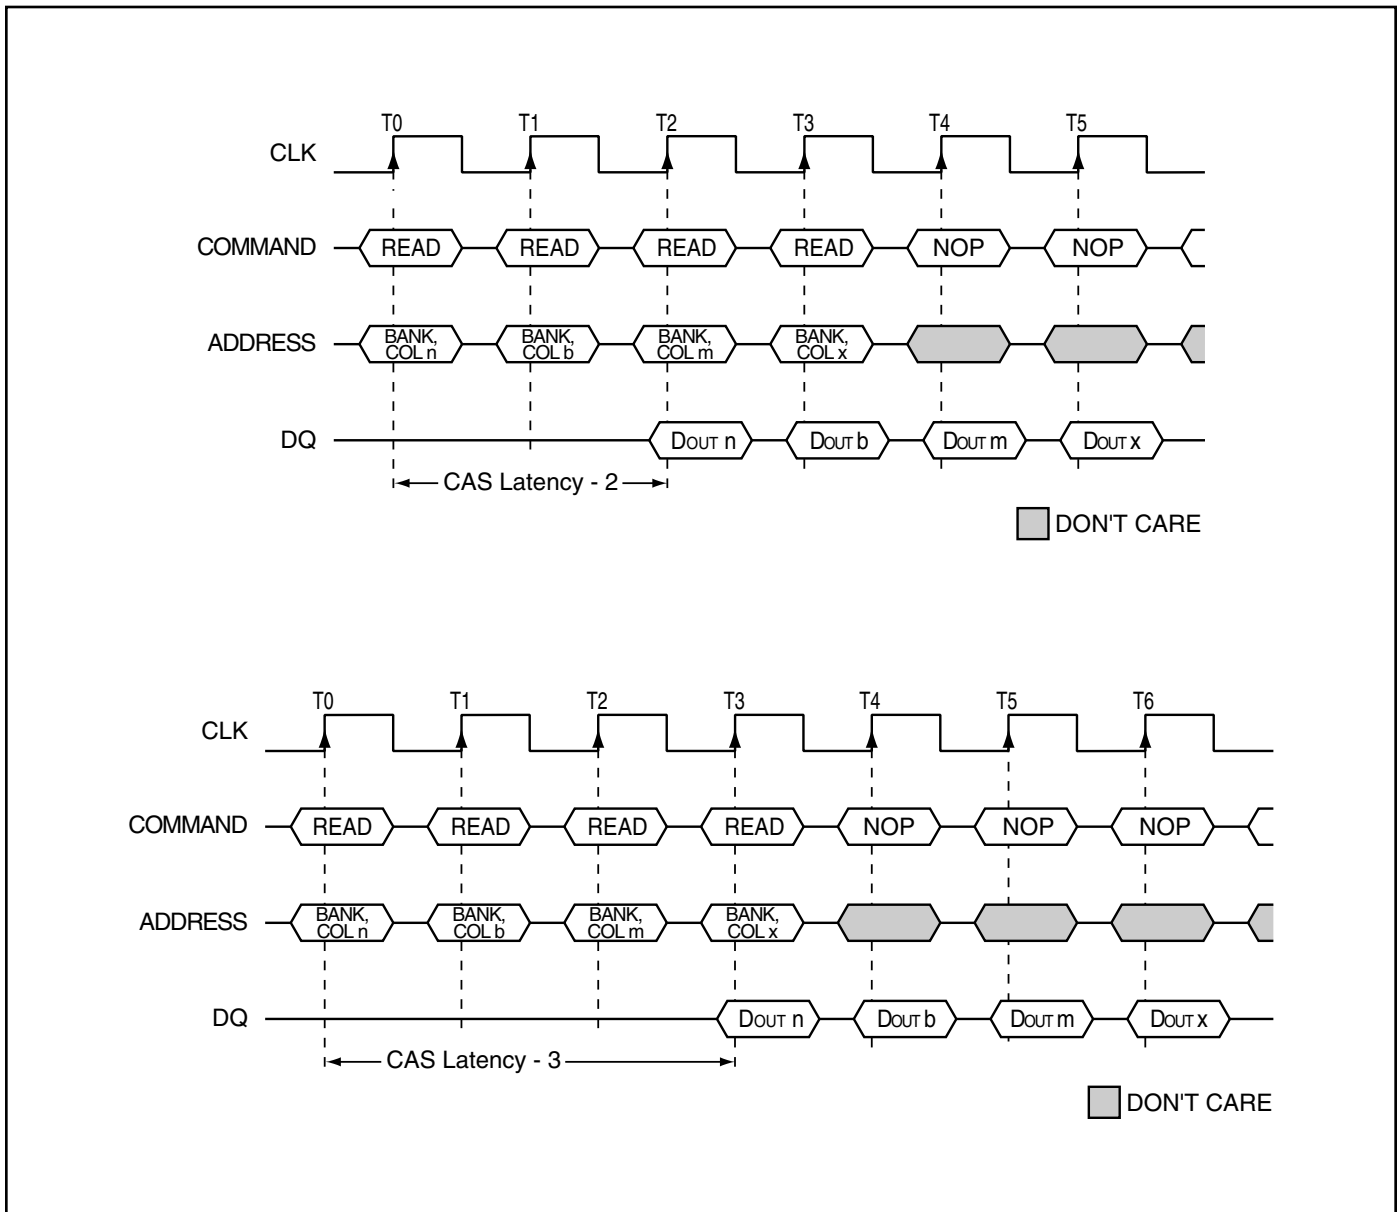 T0 T1 T2 T3 T4 T5
CLK
COMMAND READ READ READ READ NOP NOP
ADDRESS BANK, COL n BANK, COL b BANK, COL m BANK, COL x
DQ DOUT n DOUT b DOUT m DOUT x
CAS Latency - 2
DON'T CARE
T0 T1 T2 T3 T4 T5 T6
CLK
COMMAND READ READ READ READ NOP NOP NOP
ADDRESS BANK, COL n BANK, COL b BANK, COL m BANK, COL x
DQ DOUT n DOUT b DOUT m DOUT x
CAS Latency - 3
DON'T CARE